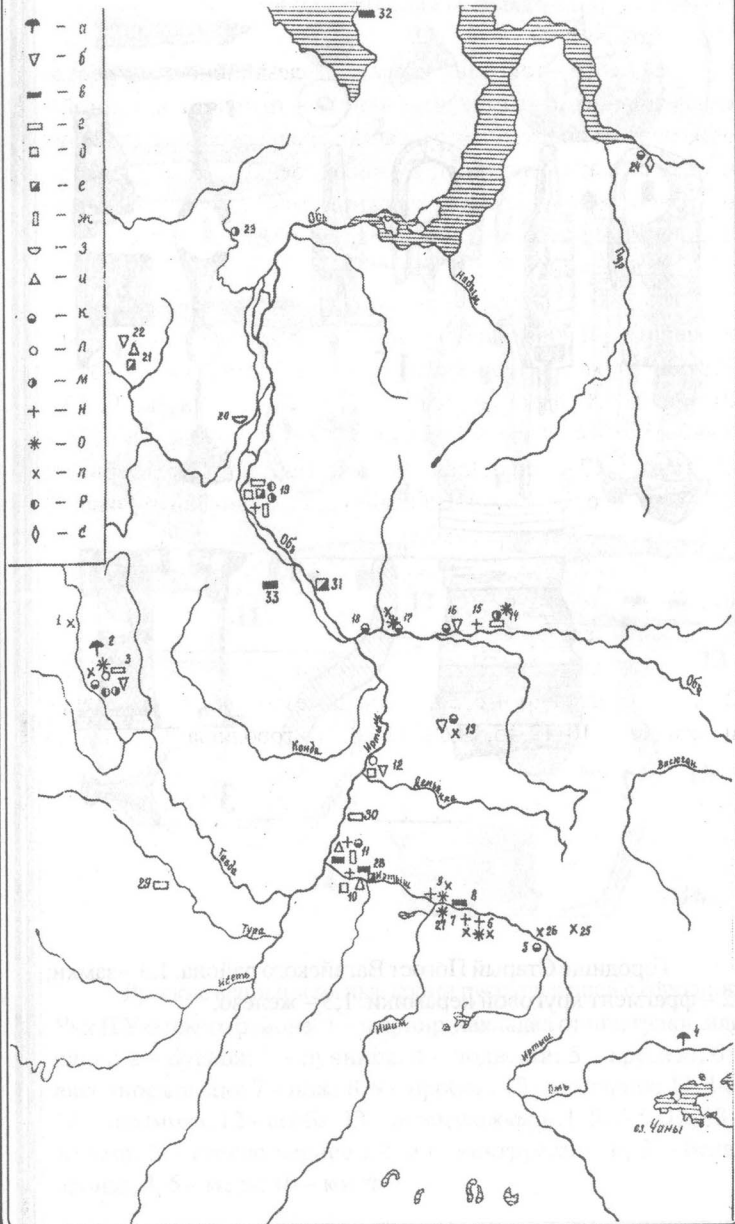 а
б
в
г
д
е
ж
з
и
к
л
м
н
о
п
р
с
32
24
Обь
23
Надым
22
21
20
19
Обь
31
33
1
2
3
18
17
16
15
14
Обь
13
Конда
Иртыш
12
Васюган
30
Тавда
11
28
Иртыш
29
10
9
8
27
7
6
26
25
5
Тура
Исеть
Ишим
Иртыш
4
Омь
оз. Чаны